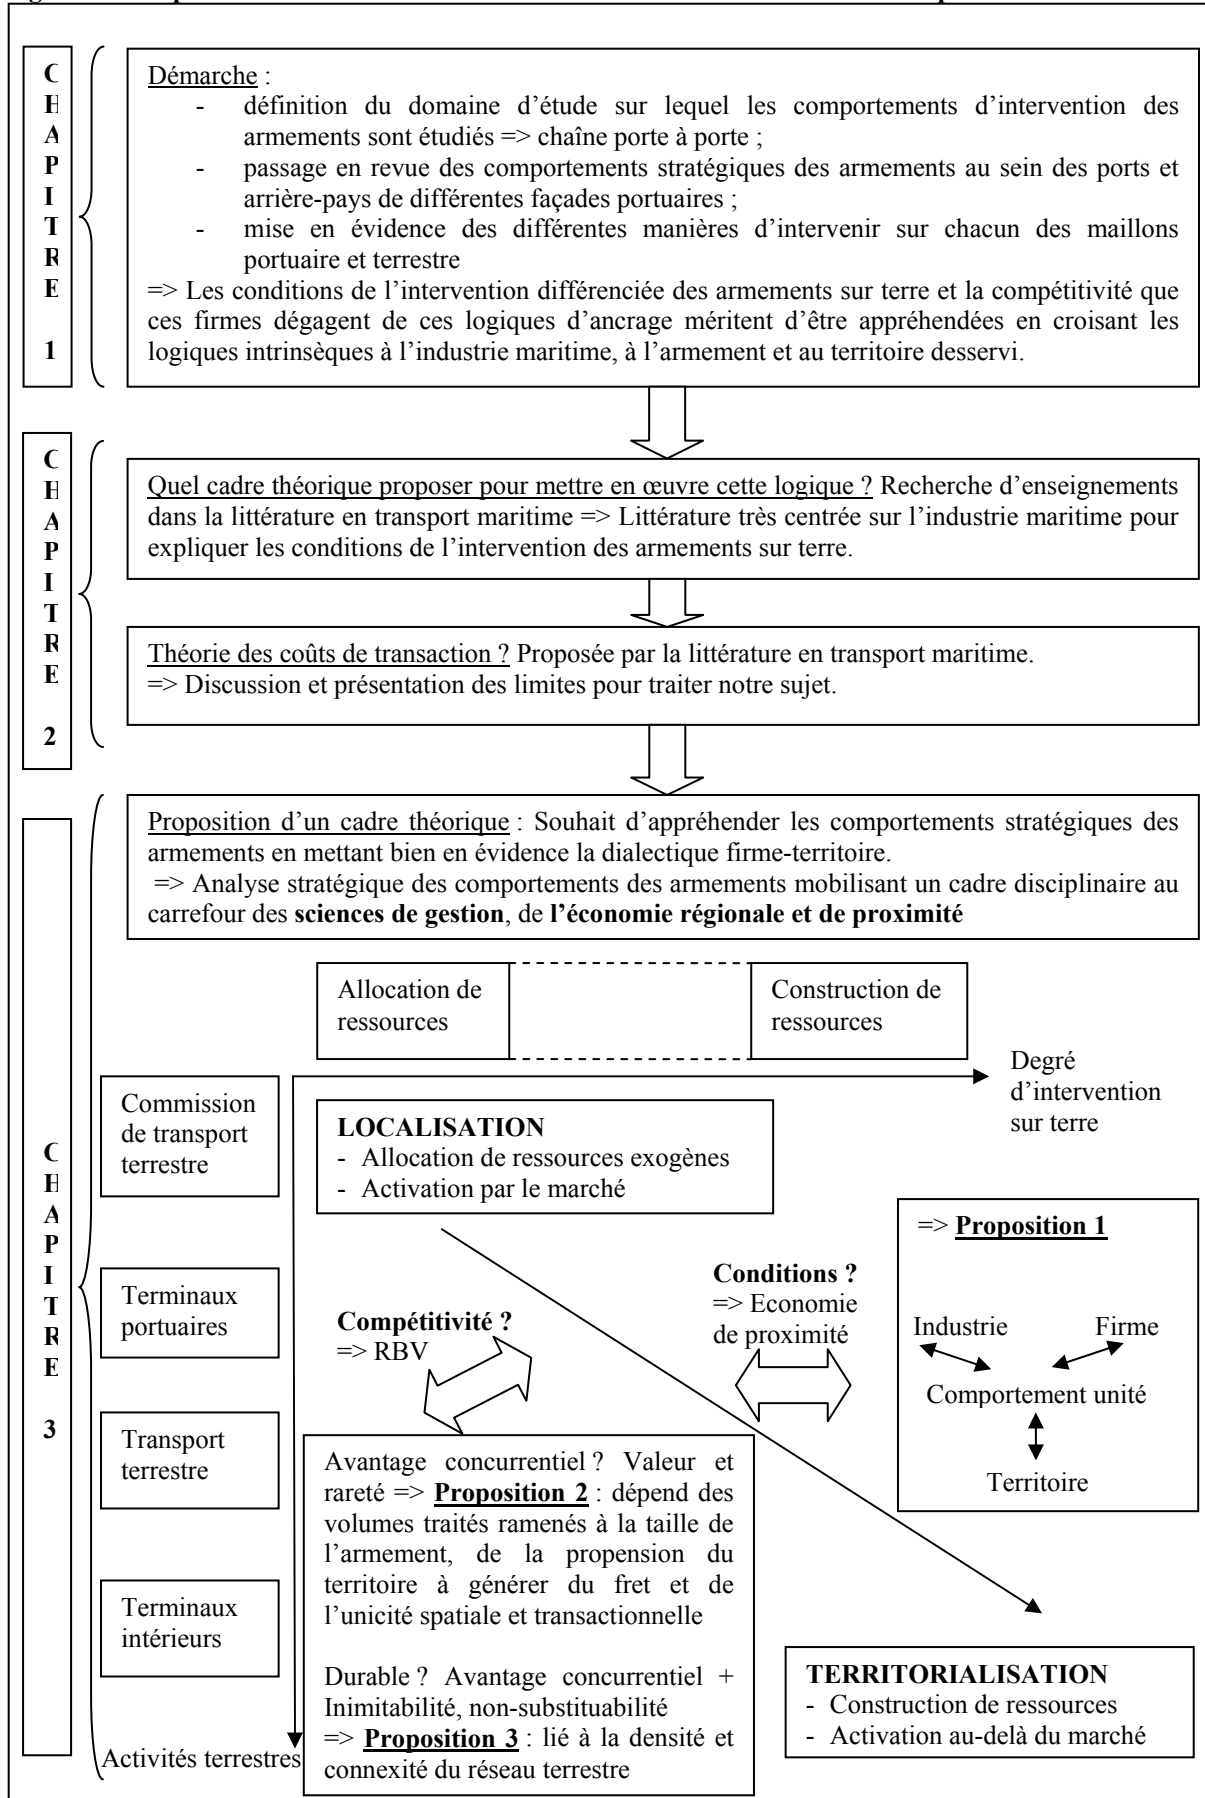 CHAPITRE 1
Démarche :
- définition du domaine d’étude sur lequel les comportements d’intervention des
armements sont étudiés => chaîne porte à porte ;
- passage en revue des comportements stratégiques des armements au sein des ports et
arrière-pays de différentes façades portuaires ;
- mise en évidence des différentes manières d’intervenir sur chacun des maillons
portuaire et terrestre
=> Les conditions de l’intervention différenciée des armements sur terre et la compétitivité que
ces firmes dégagent de ces logiques d’ancrage méritent d’être appréhendées en croisant les
logiques intrinsèques à l’industrie maritime, à l’armement et au territoire desservi.
CHAPITRE 2
Quel cadre théorique proposer pour mettre en œuvre cette logique ? Recherche d’enseignements
dans la littérature en transport maritime => Littérature très centrée sur l’industrie maritime pour
expliquer les conditions de l’intervention des armements sur terre.
Théorie des coûts de transaction ? Proposée par la littérature en transport maritime.
=> Discussion et présentation des limites pour traiter notre sujet.
CHAPITRE 3
Proposition d’un cadre théorique : Souhait d’appréhender les comportements stratégiques des
armements en mettant bien en évidence la dialectique firme-territoire.
=> Analyse stratégique des comportements des armements mobilisant un cadre disciplinaire au
carrefour des sciences de gestion, de l’économie régionale et de proximité
Allocation de
ressources
Construction de
ressources
Degré
d’intervention
sur terre
Commission
de transport
terrestre
LOCALISATION
- Allocation de ressources exogènes
- Activation par le marché
=> Proposition 1
Industrie
Firme
Comportement unité
Territoire
Conditions ?
=> Economie
de proximité
Terminaux
portuaires
Compétitivité ?
=> RBV
Transport
terrestre
Avantage concurrentiel ? Valeur et
rareté => Proposition 2 : dépend des
volumes traités ramenés à la taille de
l’armement, de la propension du
territoire à générer du fret et de
l’unicité spatiale et transactionnelle
Durable ? Avantage concurrentiel +
Inimitabilité, non-substituabilité
=> Proposition 3 : lié à la densité et
connexité du réseau terrestre
Terminaux
intérieurs
TERRITORIALISATION
- Construction de ressources
- Activation au-delà du marché
Activités terrestres